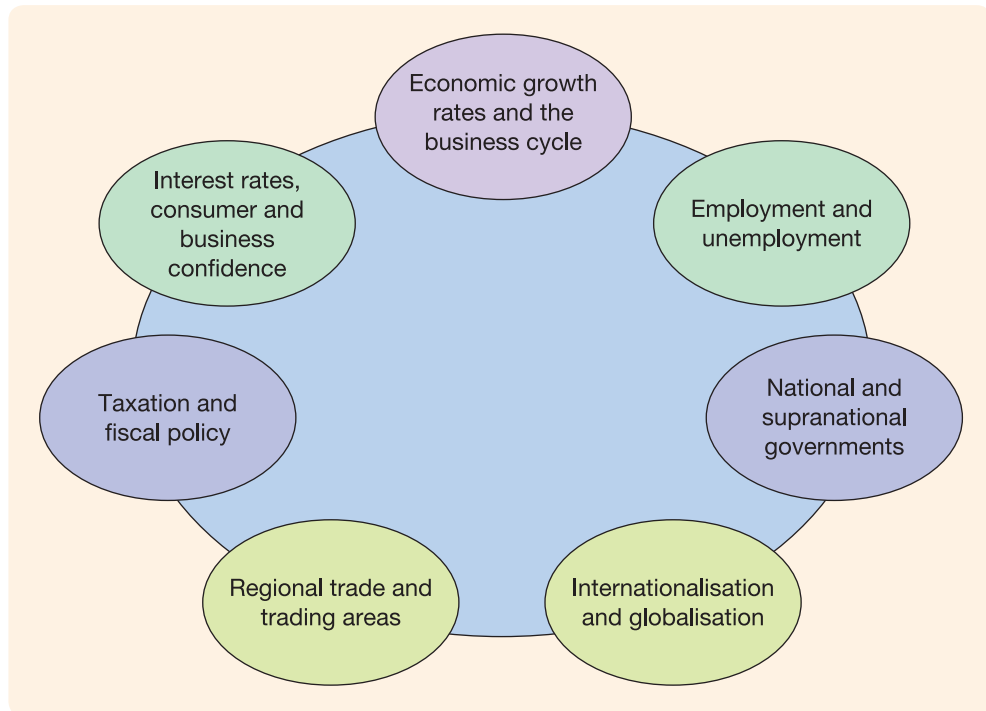 Economic growth
rates and the
business cycle
Interest rates,
consumer and
business
confidence
Employment and
unemployment
Taxation and
fiscal policy
National and
supranational
governments
Regional trade and
trading areas
Internationalisation
and globalisation